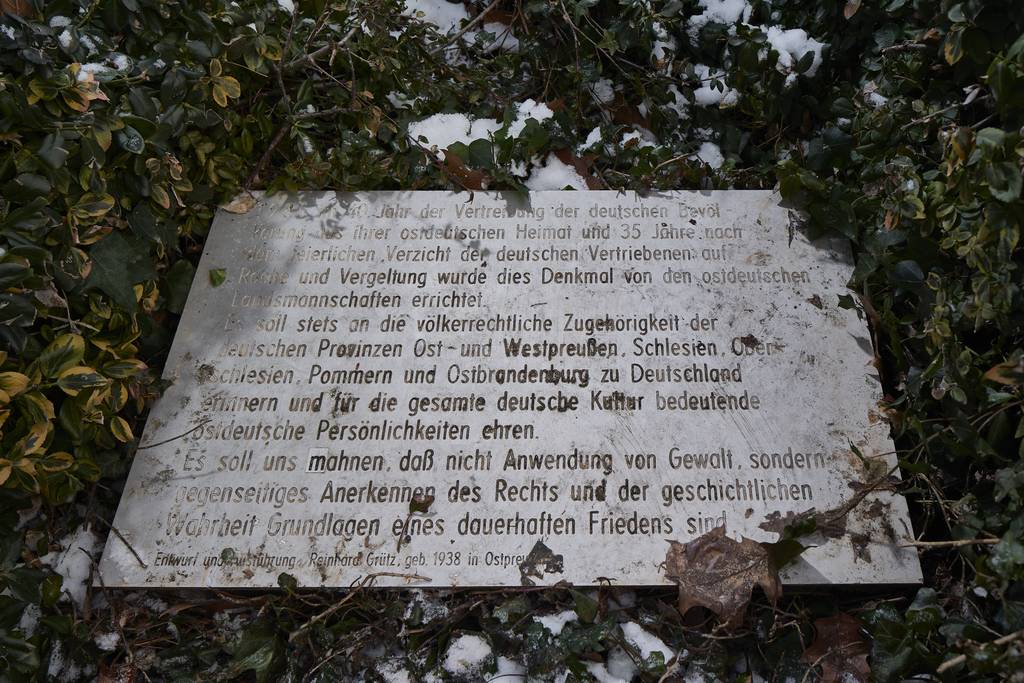 40. Jahr der Vertreibung der deutschen Bevöl
aus ihrer ostdeutschen Heimat und 35 Jahre nach
dem feierlichen Verzicht der deutschen Vertriebenen auf
Rache und Vergeltung wurde dies Denkmal von den ostdeutschen
Landsmannschaften errichtet.
Es soll stets an die völkerrechtliche Zugehörigkeit der
deutschen Provinzen Ost- und Westpreußen, Schlesien, Ober-
schlesien, Pommern und Ostbrandenburg zu Deutschland
erinnern und für die gesamte deutsche Kultur bedeutende
ostdeutsche Persönlichkeiten ehren.
Es soll uns mahnen, daß nicht Anwendung von Gewalt, sondern
gegenseitiges Anerkennen des Rechts und der geschichtlichen
Wahrheit Grundlagen eines dauerhaften Friedens sind
Entwurf und Ausführung, Reinhard Grütz, geb. 1938 in Ostpreu